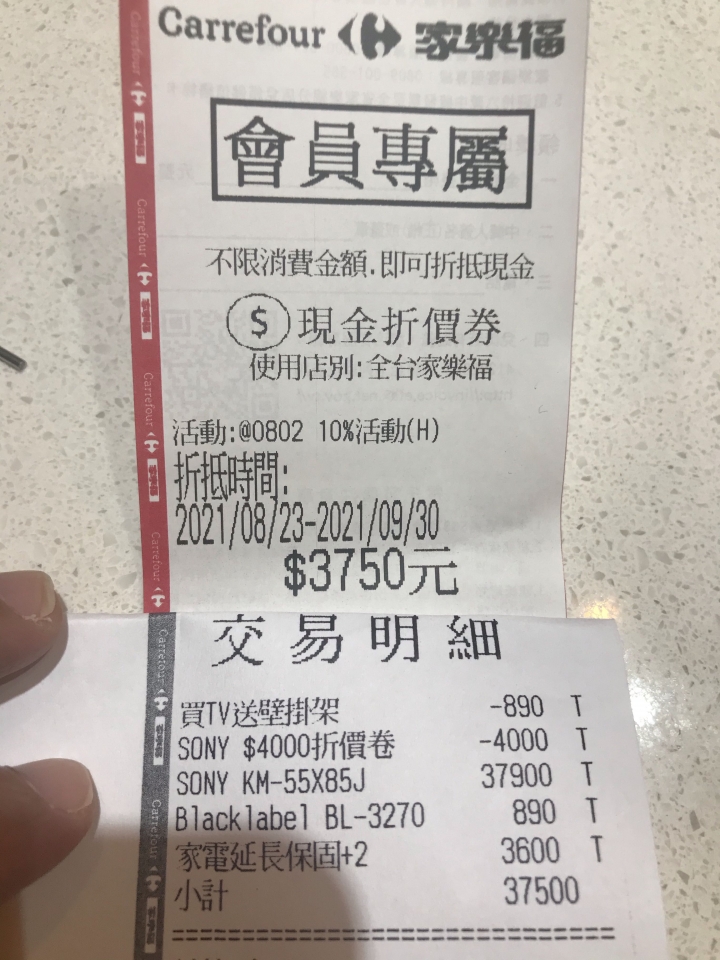 Carrefour 家樂福
會員專屬
不限消費金額.即可折抵現金
$ 現金折價券
使用店別:全台家樂福
活動:@0802 10%活動(H)
折抵時間:
2021/08/23-2021/09/30
$3750元
交易明細
買TV送壁掛架 -890 T
SONY $4000折價卷 -4000 T
SONY KM-55X85J 37900 T
Blacklabel BL-3270 890 T
家電延長保固+2 3600 T
小計 37500
==================================